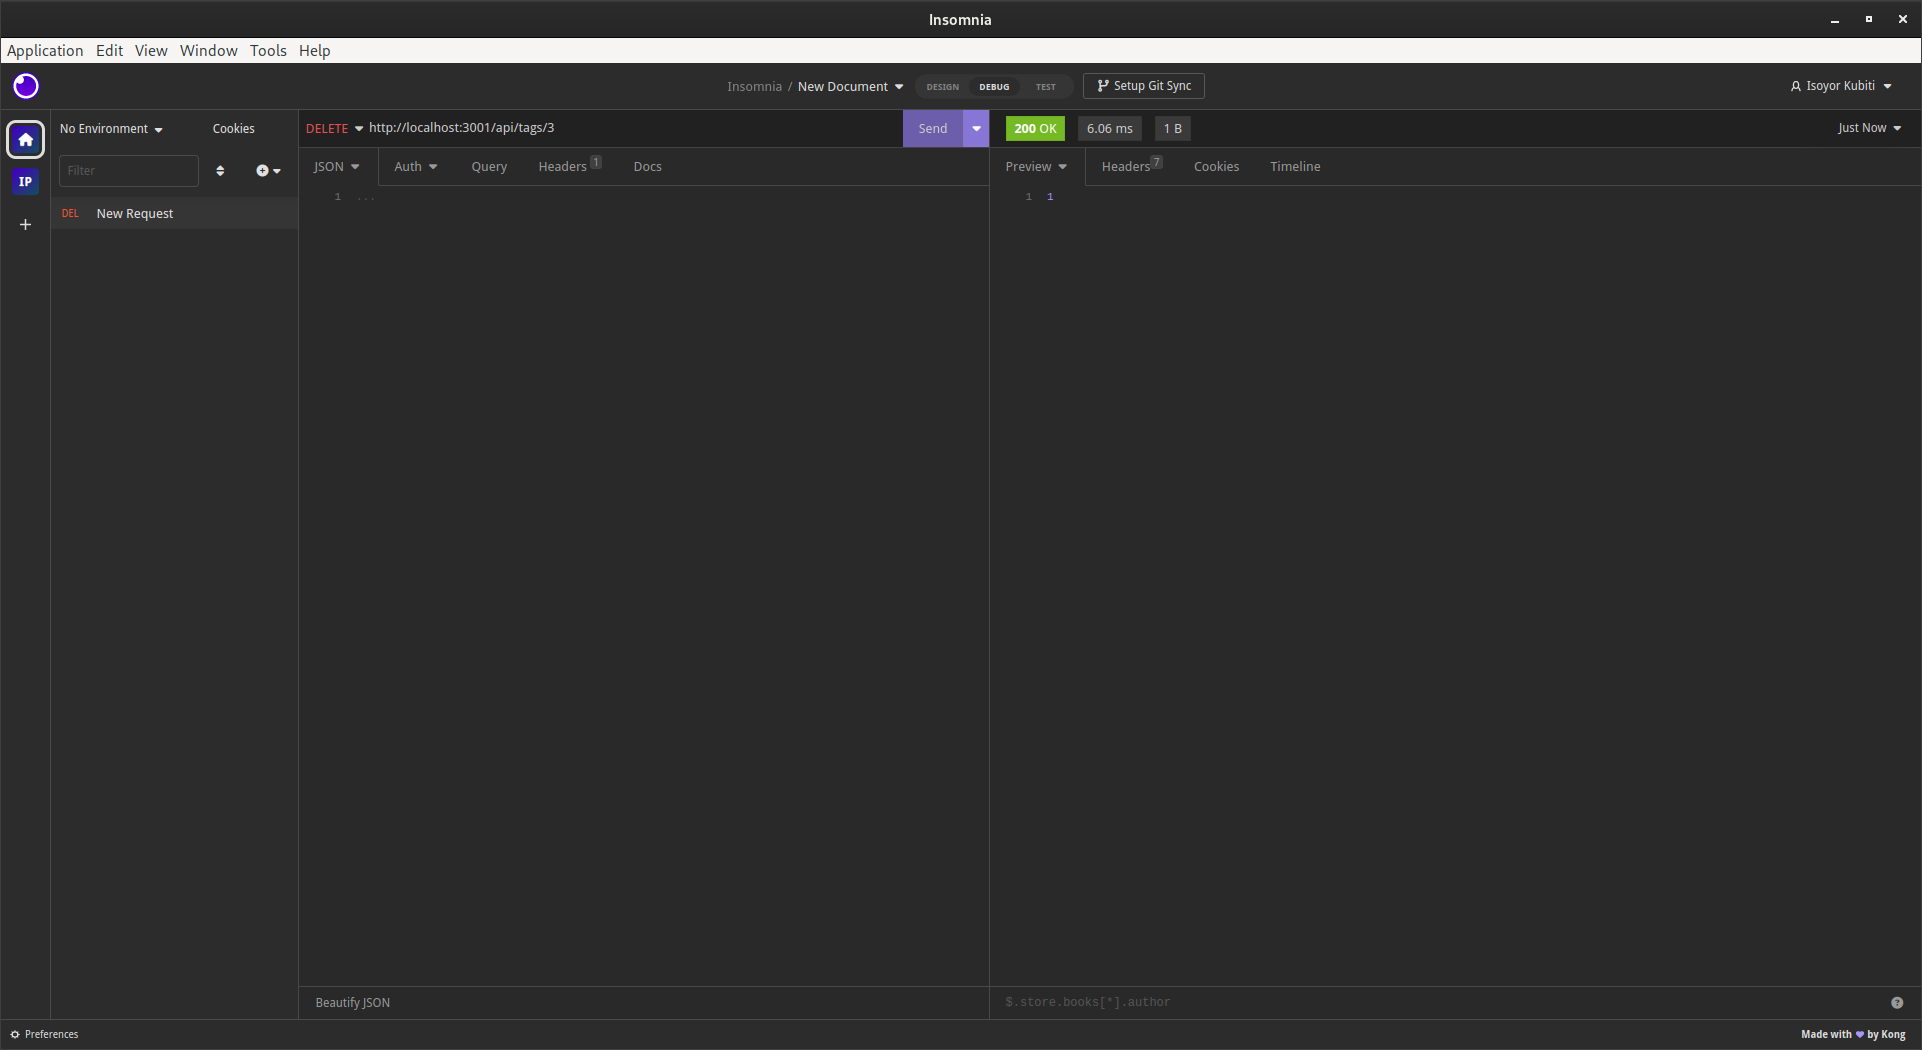 Insomnia
Application Edit View Window Tools Help
Insomnia / New Document DESIGN DEBUG TEST Setup Git Sync Isoyor Kubiti
No Environment Cookies
DELETE http://localhost:3001/api/tags/3 Send
200 OK 6.06 ms 1 B Just Now
Filter
JSON Auth Query Headers 1 Docs
Preview Headers 7 Cookies Timeline
IP
DEL New Request
1 ...
1 1
Beautify JSON
$.store.books[*].author ?
Preferences
Made with ♥ by Kong